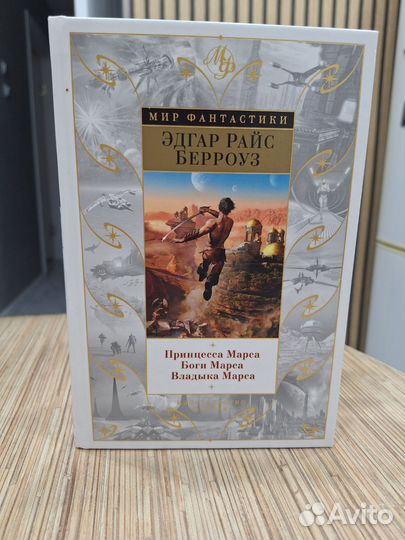 МФ
МИР ФАНТАСТИКИ
ЭДГАР РАЙС
БЕРРОУЗ
Принцесса Марса
Боги Марса
Владыка Марса
Avito